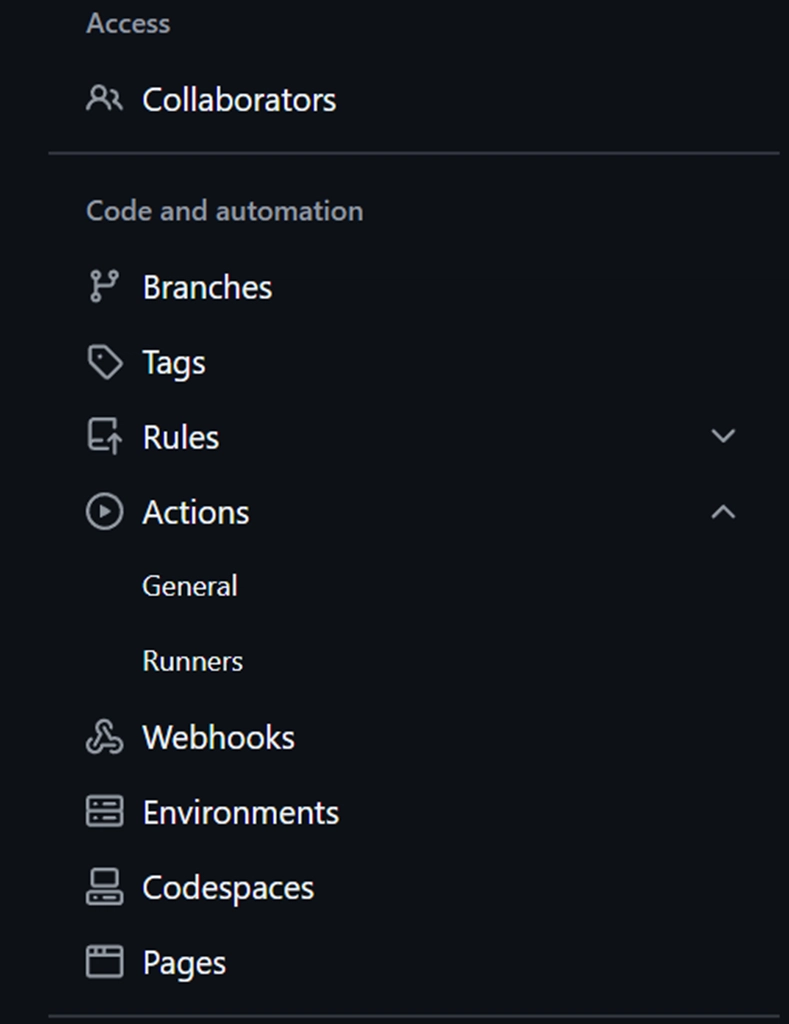 Access
Collaborators
Code and automation
Branches
Tags
Rules
Actions
General
Runners
Webhooks
Environments
Codespaces
Pages